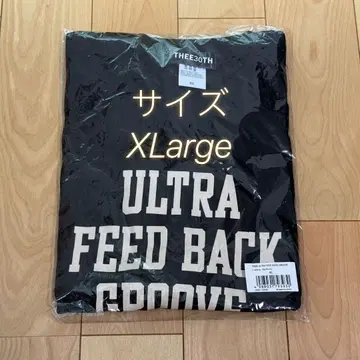 THEE30TH
サイズ
XLarge
ULTRA
FEED BACK
GROOVE